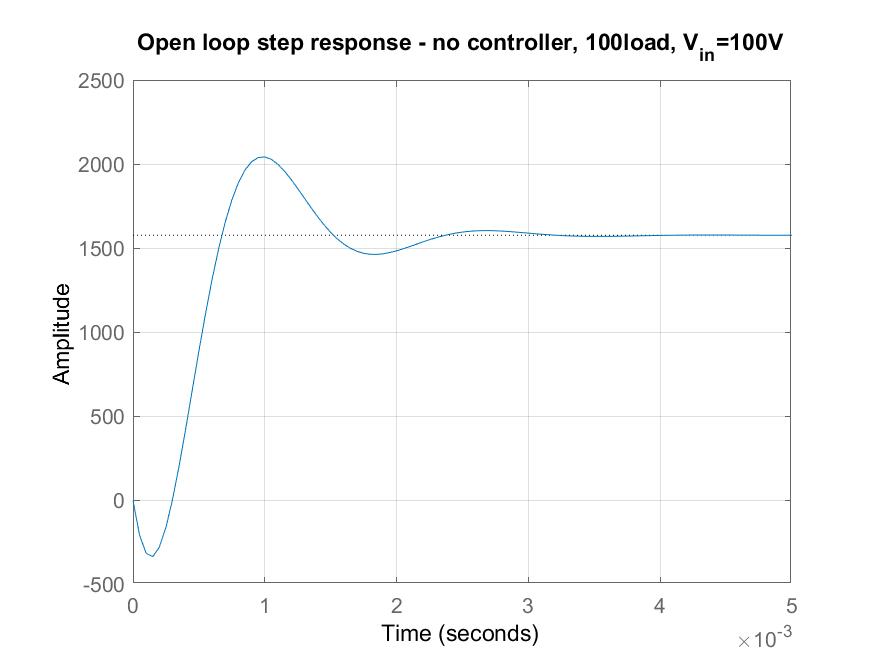 Open loop step response - no controller, 100load, V_in=100V
2500
2000
1500
1000
500
0
-500
Amplitude
0 1 2 3 4 5
Time (seconds)
×10^-3